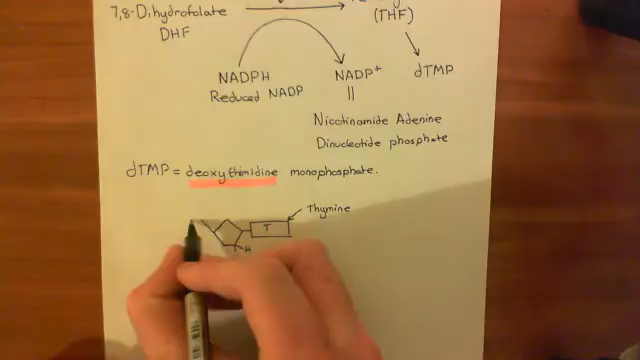 7,8-Dihydrofolate
DHF
(THF)
NADPH
Reduced NADP
NADP+
dTMP
Nicotinamide Adenine
Dinucleotide phosphate
dTMP = deoxythimidine monophosphate.
Thymine
T
H